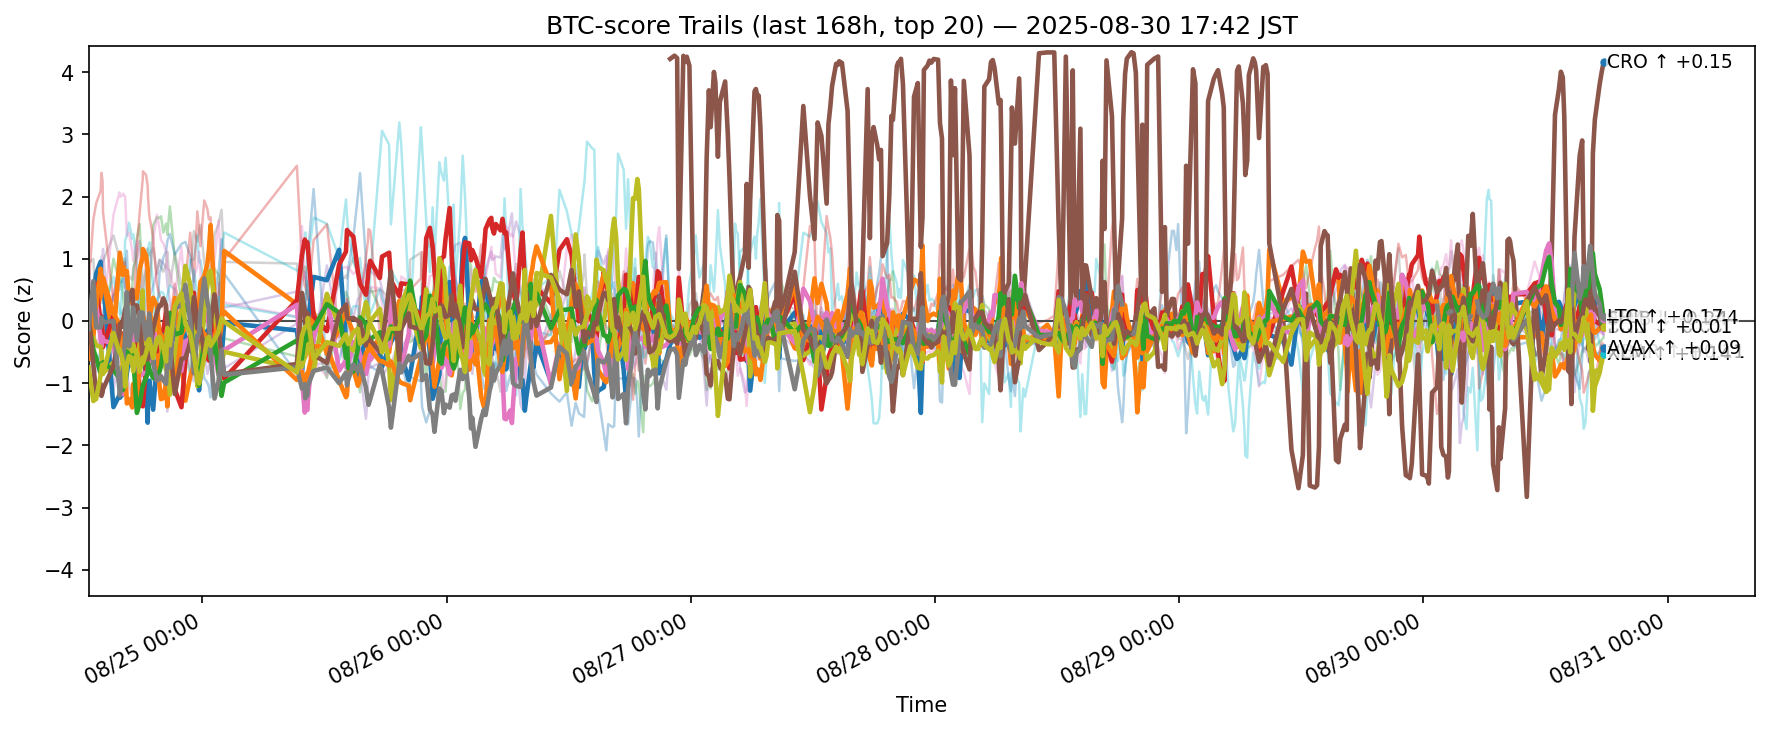 BTC-score Trails (last 168h, top 20) — 2025-08-30 17:42 JST
Score (z)
4
3
2
1
0
−1
−2
−3
−4
CRO ↑ +0.15
TON ↑ +0.01
AVAX ↑ +0.09
08/25 00:00
08/26 00:00
08/27 00:00
08/28 00:00
08/29 00:00
08/30 00:00
08/31 00:00
Time